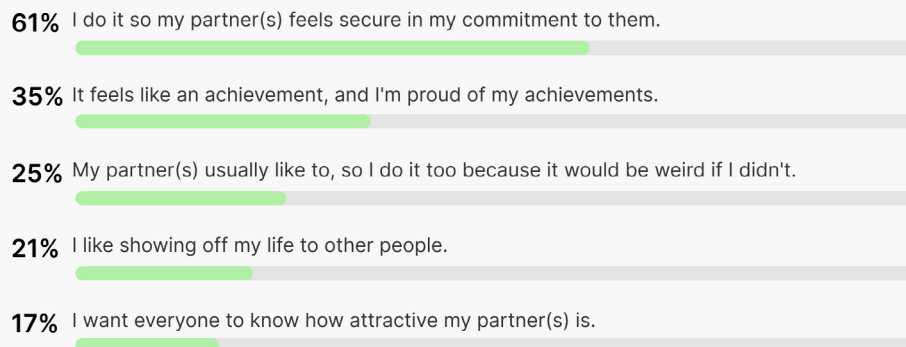 61% I do it so my partner(s) feels secure in my commitment to them.
35% It feels like an achievement, and I'm proud of my achievements.
25% My partner(s) usually like to, so I do it too because it would be weird if I didn't.
21% I like showing off my life to other people.
17% I want everyone to know how attractive my partner(s) is.